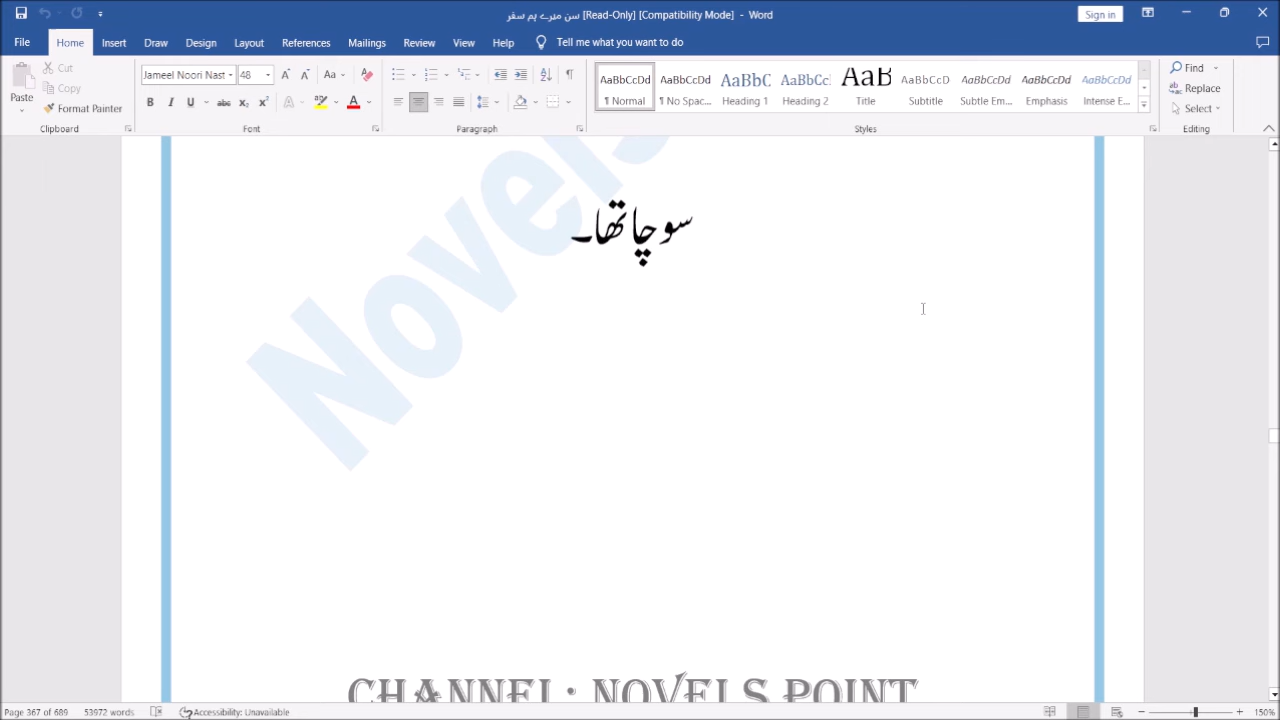 سن میرے ہم سفر [Read-Only] [Compatibility Mode] - Word
Sign in
File Home Insert Draw Design Layout References Mailings Review View Help Tell me what you want to do
Paste
Cut
Copy
Format Painter
Clipboard
Jameel Noori Nast 48
Font
Paragraph
AaBbCcDd AaBbCcDd AaBbC AaBbCc AaB AaBbCcD AaBbCcDd AaBbCcDd AaBbCcDd
¶ Normal ¶ No Spac... Heading 1 Heading 2 Title Subtitle Subtle Em... Emphasis Intense E...
Styles
Find
Replace
Select
Editing
Novels
سوچا تھا۔
CHANNEL: NOVELS POINT
Page 367 of 689 53972 words Accessibility: Unavailable 150%